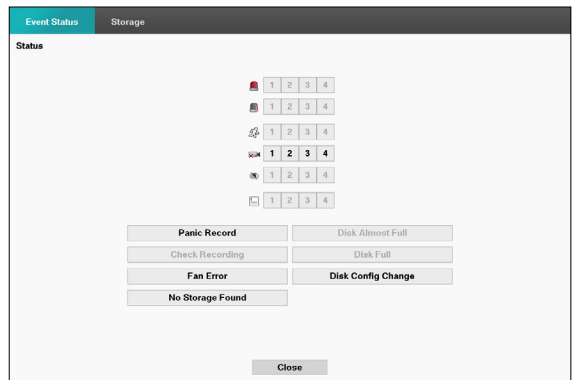 Event Status Storage
Status
1 2 3 4
1 2 3 4
1 2 3 4
1 2 3 4
1 2 3 4
1 2 3 4
Panic Record Disk Almost Full
Check Recording Disk Full
Fan Error Disk Config Change
No Storage Found
Close